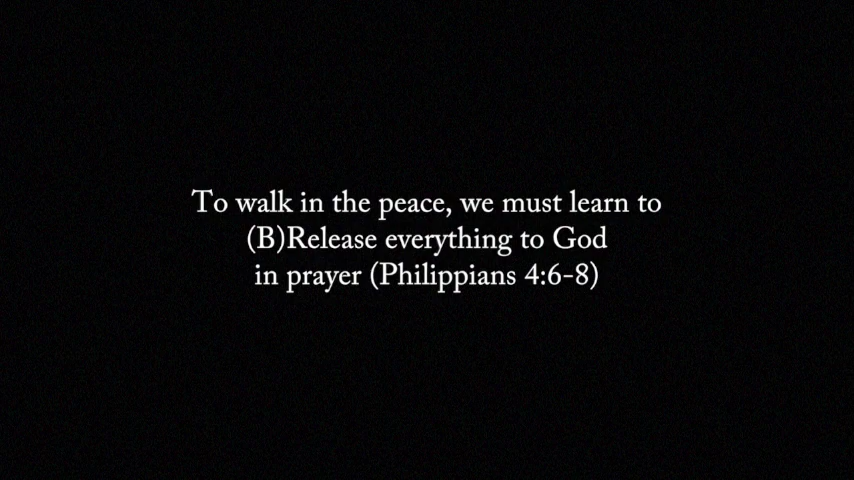 To walk in the peace, we must learn to
(B)Release everything to God
in prayer (Philippians 4:6-8)